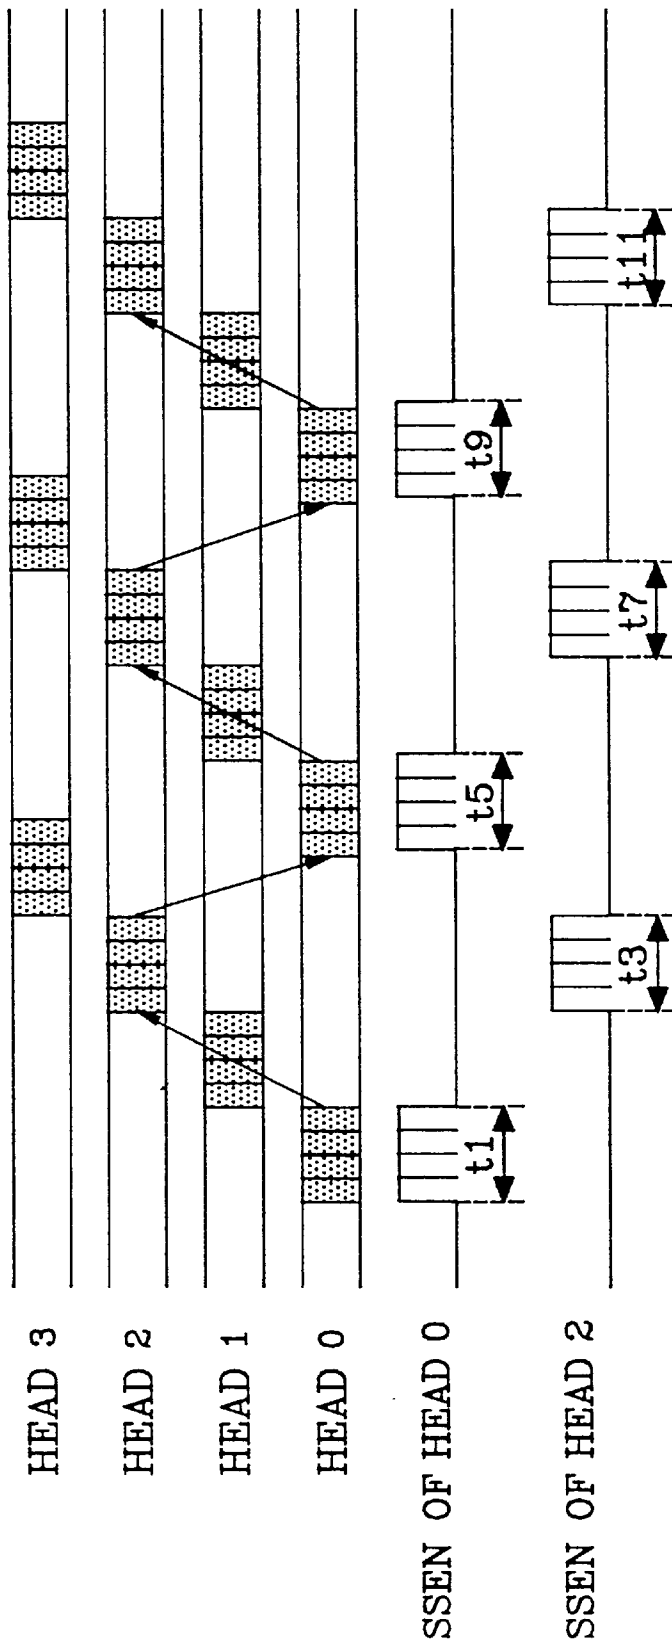 HEAD 3
HEAD 2
HEAD 1
HEAD 0
SSEN OF HEAD 0
t1
t5
t9
SSEN OF HEAD 2
t3
t7
t11